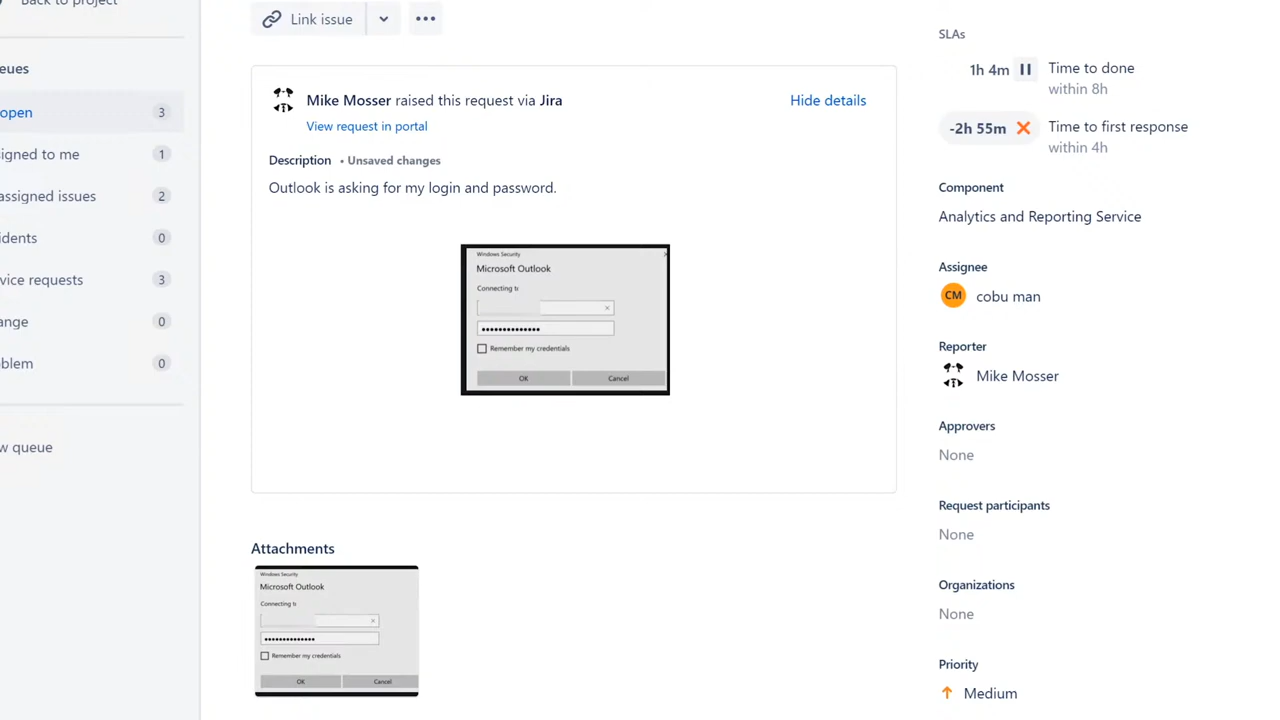 Back to project
Link issue
eues
open 3
igned to me 1
assigned issues 2
idents 0
vice requests 3
ange 0
blem 0
w queue
Mike Mosser raised this request via Jira
Hide details
View request in portal
Description • Unsaved changes
Outlook is asking for my login and password.
Windows Security
Microsoft Outlook
Connecting t
Remember my credentials
OK Cancel
Attachments
Windows Security
Microsoft Outlook
Connecting t
Remember my credentials
OK Cancel
SLAs
1h 4m Time to done
within 8h
-2h 55m Time to first response
within 4h
Component
Analytics and Reporting Service
Assignee
CM cobu man
Reporter
Mike Mosser
Approvers
None
Request participants
None
Organizations
None
Priority
Medium